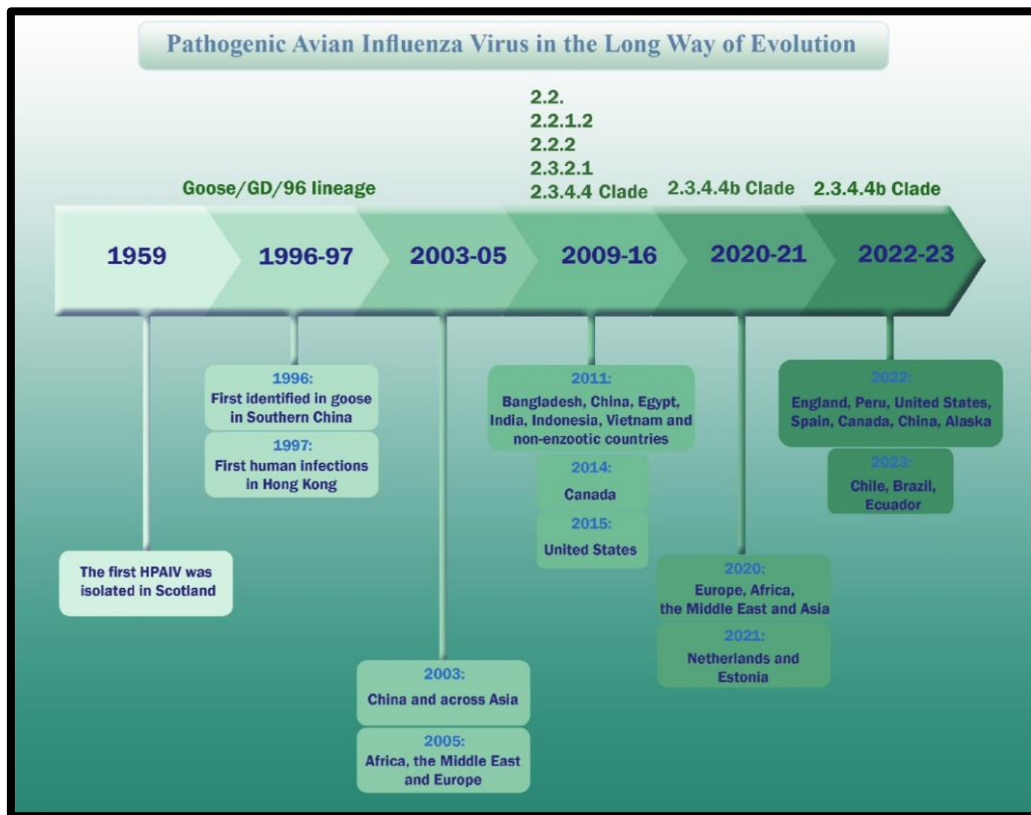 Pathogenic Avian Influenza Virus in the Long Way of Evolution
2.2.
2.2.1.2
2.2.2
2.3.2.1
2.3.4.4 Clade
Goose/GD/96 lineage
2.3.4.4b Clade
2.3.4.4b Clade
1959
1996-97
2003-05
2009-16
2020-21
2022-23
The first HPAIV was
isolated in Scotland
1996:
First identified in goose
in Southern China
1997:
First human infections
in Hong Kong
2003:
China and across Asia
2005:
Africa, the Middle East
and Europe
2011:
Bangladesh, China, Egypt,
India, Indonesia, Vietnam and
non-enzootic countries
2014:
Canada
2015:
United States
2020:
Europe, Africa,
the Middle East and Asia
2021:
Netherlands and
Estonia
2022:
England, Peru, United States,
Spain, Canada, China, Alaska
2023:
Chile, Brazil,
Ecuador